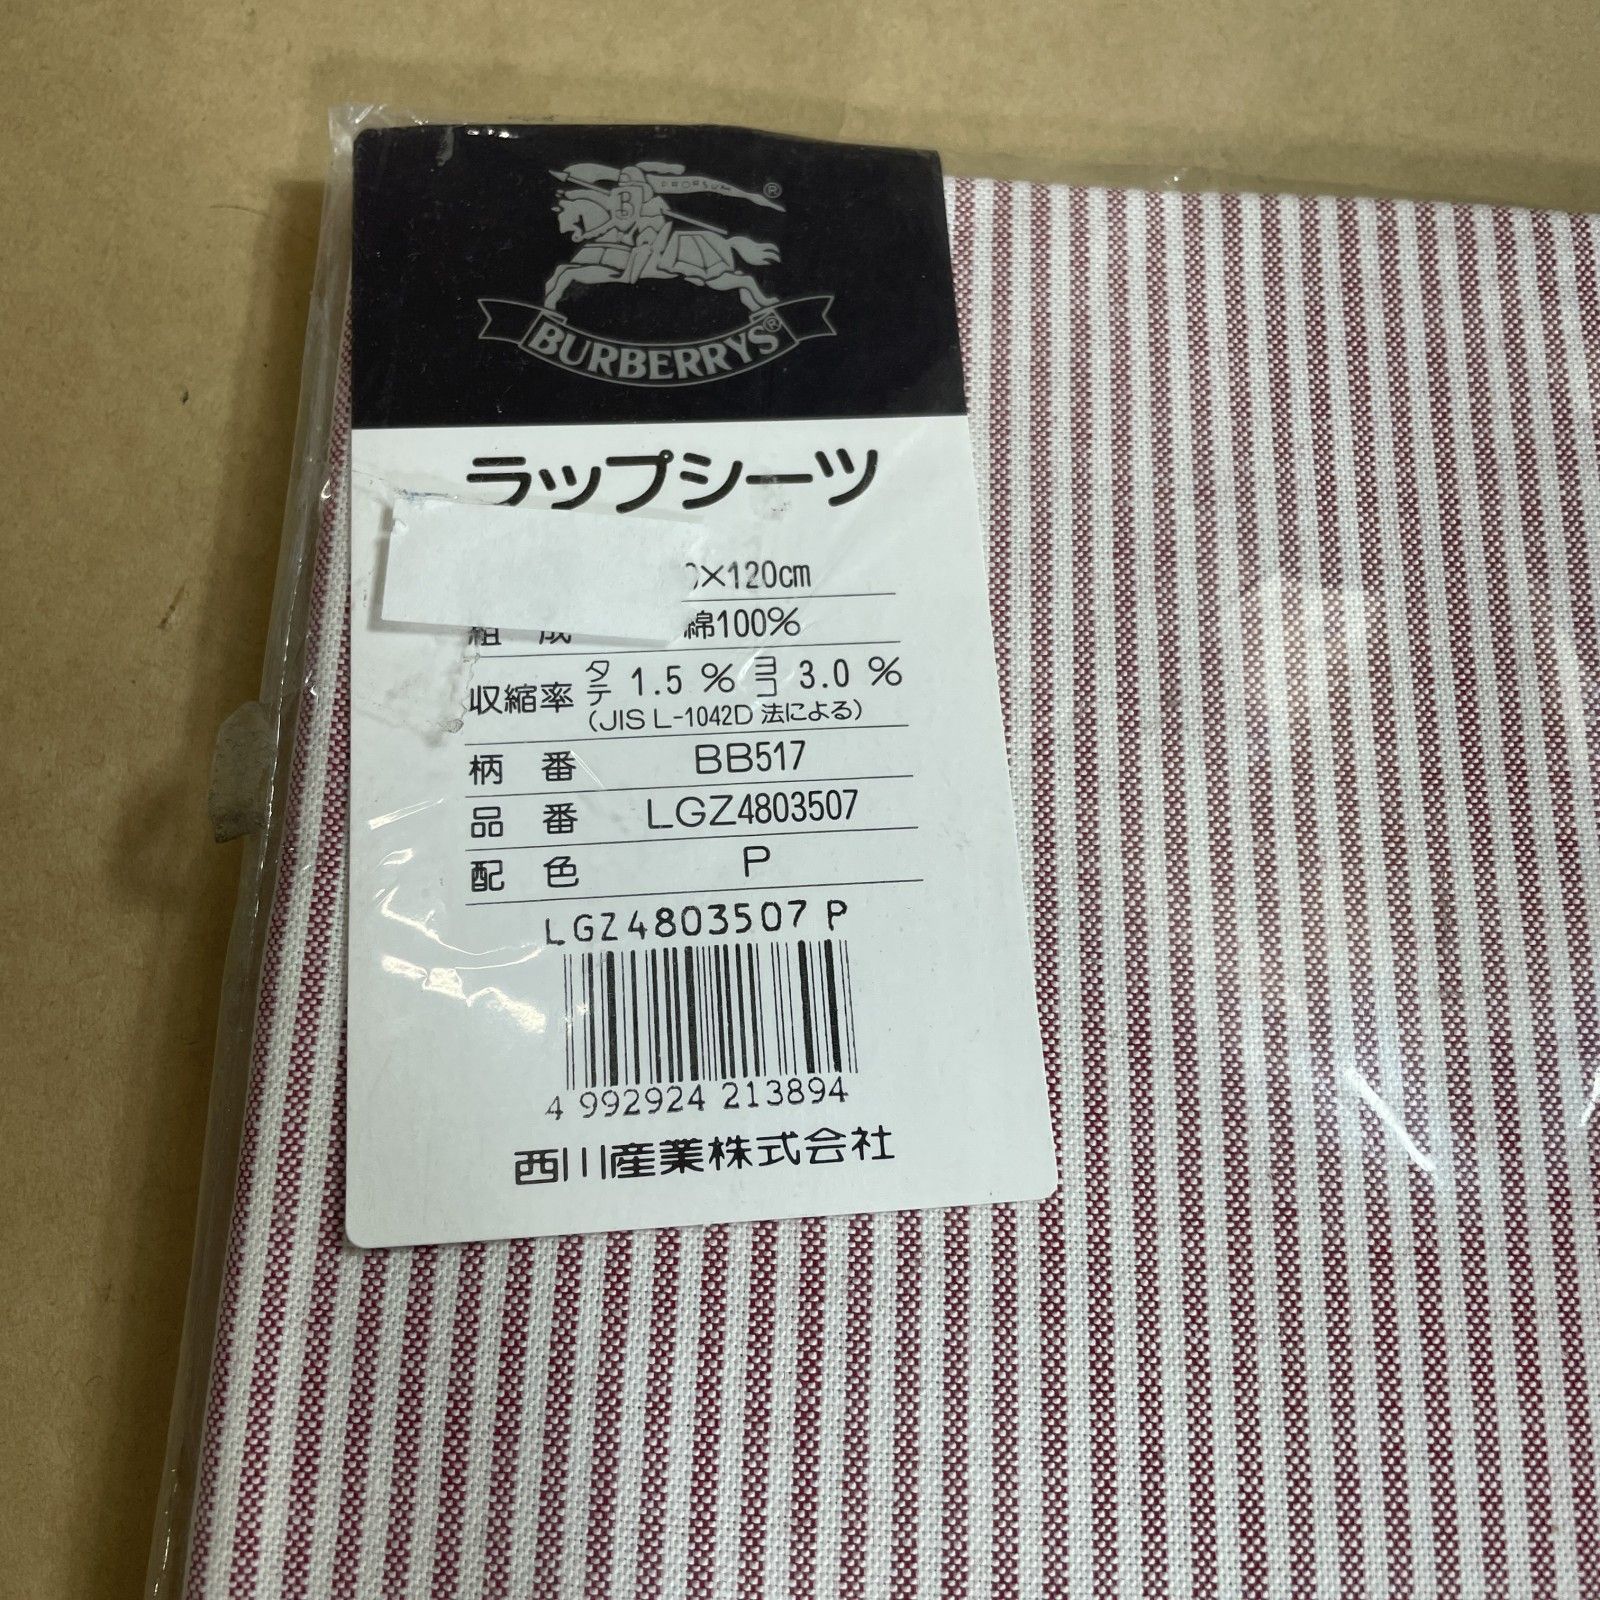 PRORSUM ®
B
BURBERRYS®
ラップシーツ
×120cm
組 成 綿100%
収縮率 タテ 1.5 % ヨコ 3.0 %
(JIS L-1042D 法による)
柄 番 BB517
品 番 LGZ4803507
配 色 P
LGZ4803507 P
4 992924 213894
西川産業株式会社